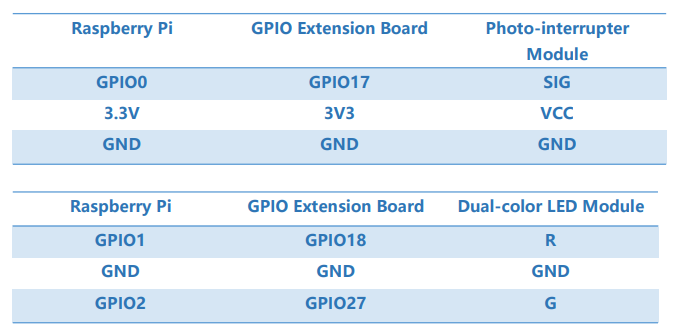 Raspberry Pi GPIO Extension Board Photo-interrupter
Module
GPIO0 GPIO17 SIG
3.3V 3V3 VCC
GND GND GND
Raspberry Pi GPIO Extension Board Dual-color LED Module
GPIO1 GPIO18 R
GND GND GND
GPIO2 GPIO27 G